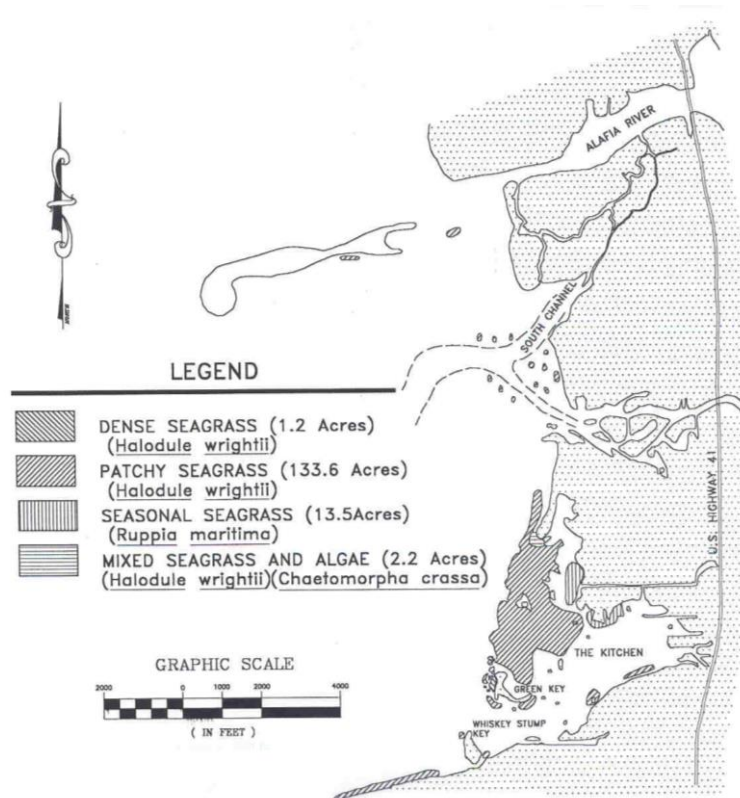 ALAFIA RIVER
SOUTH CHANNEL
U.S. HIGHWAY 41
NORTH
LEGEND
DENSE SEAGRASS (1.2 Acres)
(Halodule wrightii)
PATCHY SEAGRASS (133.6 Acres)
(Halodule wrightii)
SEASONAL SEAGRASS (13.5Acres)
(Ruppia maritima)
MIXED SEAGRASS AND ALGAE (2.2 Acres)
(Halodule wrightii)(Chaetomorpha crassa)
THE KITCHEN
GREEN KEY
WHISKEY STUMP
KEY
GRAPHIC SCALE
2000 0 1000 2000 4000
( IN FEET )